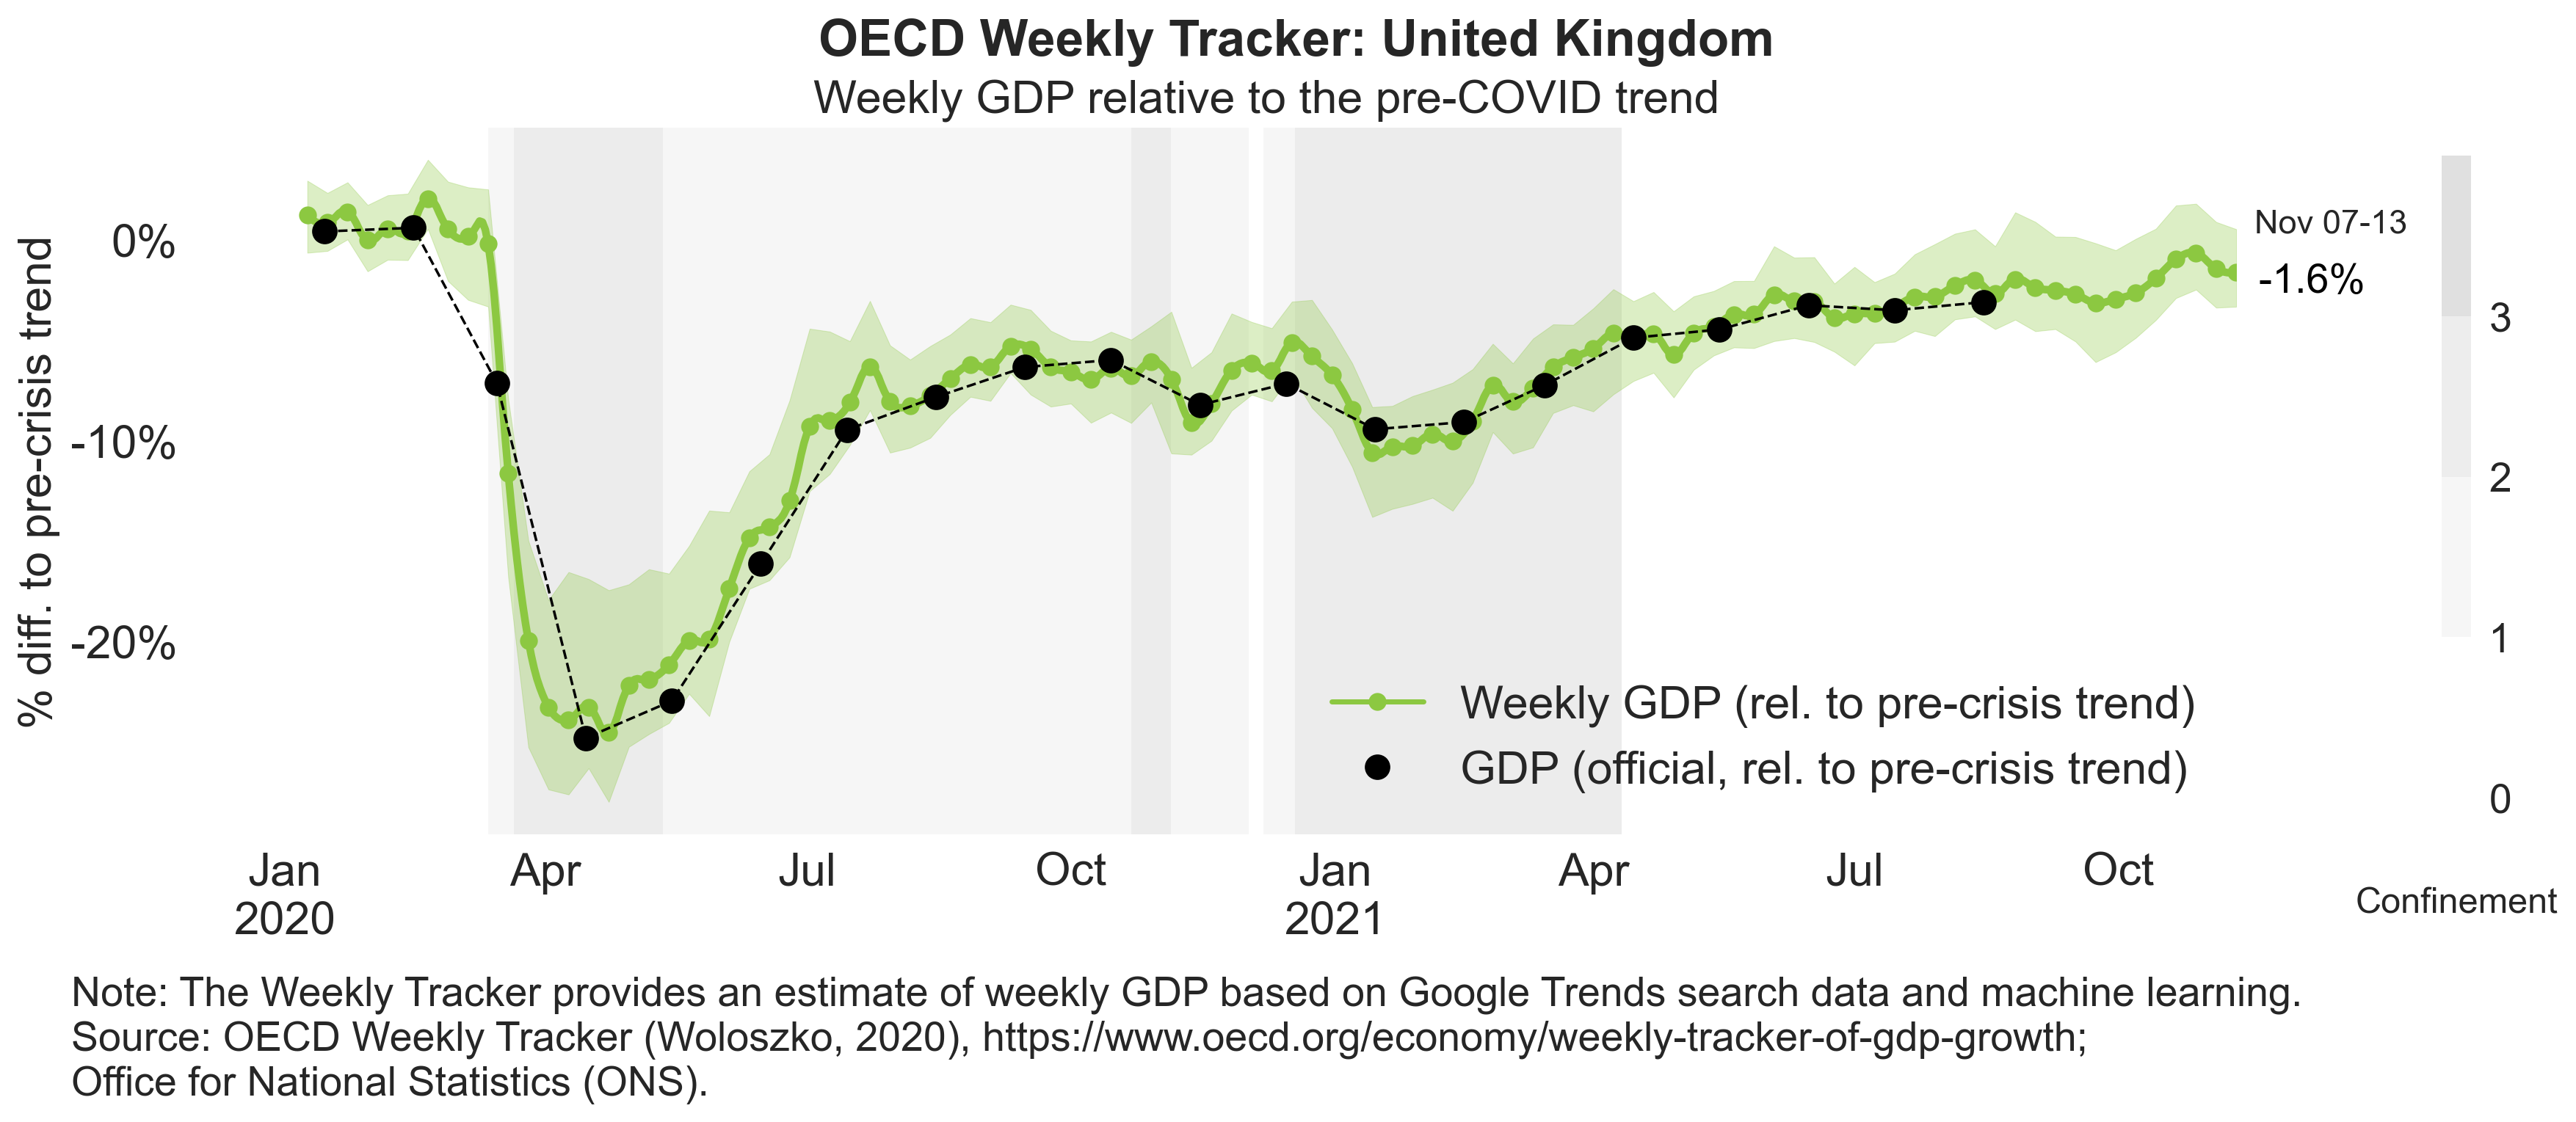 OECD Weekly Tracker: United Kingdom
Weekly GDP relative to the pre-COVID trend
% diff. to pre-crisis trend
0%
-10%
-20%
Nov 07-13
-1.6%
3
2
1
0
Confinement
Weekly GDP (rel. to pre-crisis trend)
GDP (official, rel. to pre-crisis trend)
Jan Apr Jul Oct Jan Apr Jul Oct
2020 2021
Note: The Weekly Tracker provides an estimate of weekly GDP based on Google Trends search data and machine learning.
Source: OECD Weekly Tracker (Woloszko, 2020), https://www.oecd.org/economy/weekly-tracker-of-gdp-growth;
Office for National Statistics (ONS).